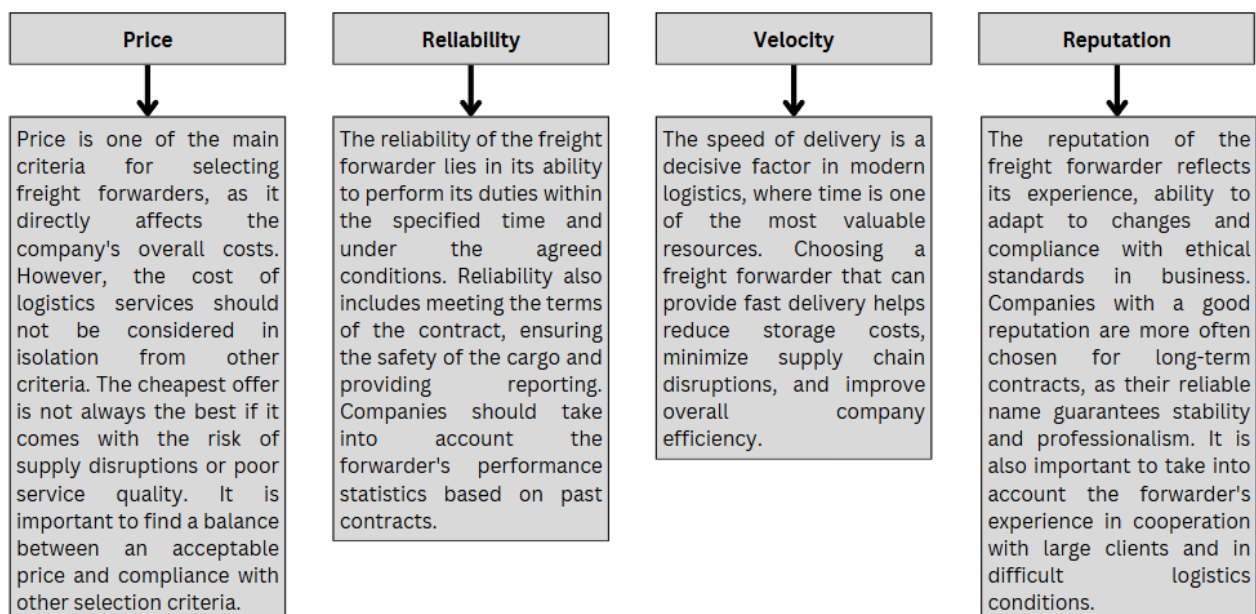 Price
Price is one of the main
criteria for selecting
freight forwarders, as it
directly affects the
company's overall costs.
However, the cost of
logistics services should
not be considered in
isolation from other
criteria. The cheapest offer
is not always the best if it
comes with the risk of
supply disruptions or poor
service quality. It is
important to find a balance
between an acceptable
price and compliance with
other selection criteria.
Reliability
The reliability of the freight
forwarder lies in its ability
to perform its duties within
the specified time and
under the agreed
conditions. Reliability also
includes meeting the terms
of the contract, ensuring
the safety of the cargo and
providing reporting.
Companies should take
into account the
forwarder's performance
statistics based on past
contracts.
Velocity
The speed of delivery is a
decisive factor in modern
logistics, where time is one
of the most valuable
resources. Choosing a
freight forwarder that can
provide fast delivery helps
reduce storage costs,
minimize supply chain
disruptions, and improve
overall company
efficiency.
Reputation
The reputation of the
freight forwarder reflects
its experience, ability to
adapt to changes and
compliance with ethical
standards in business.
Companies with a good
reputation are more often
chosen for long-term
contracts, as their reliable
name guarantees stability
and professionalism. It is
also important to take into
account the forwarder's
experience in cooperation
with large clients and in
difficult logistics
conditions.